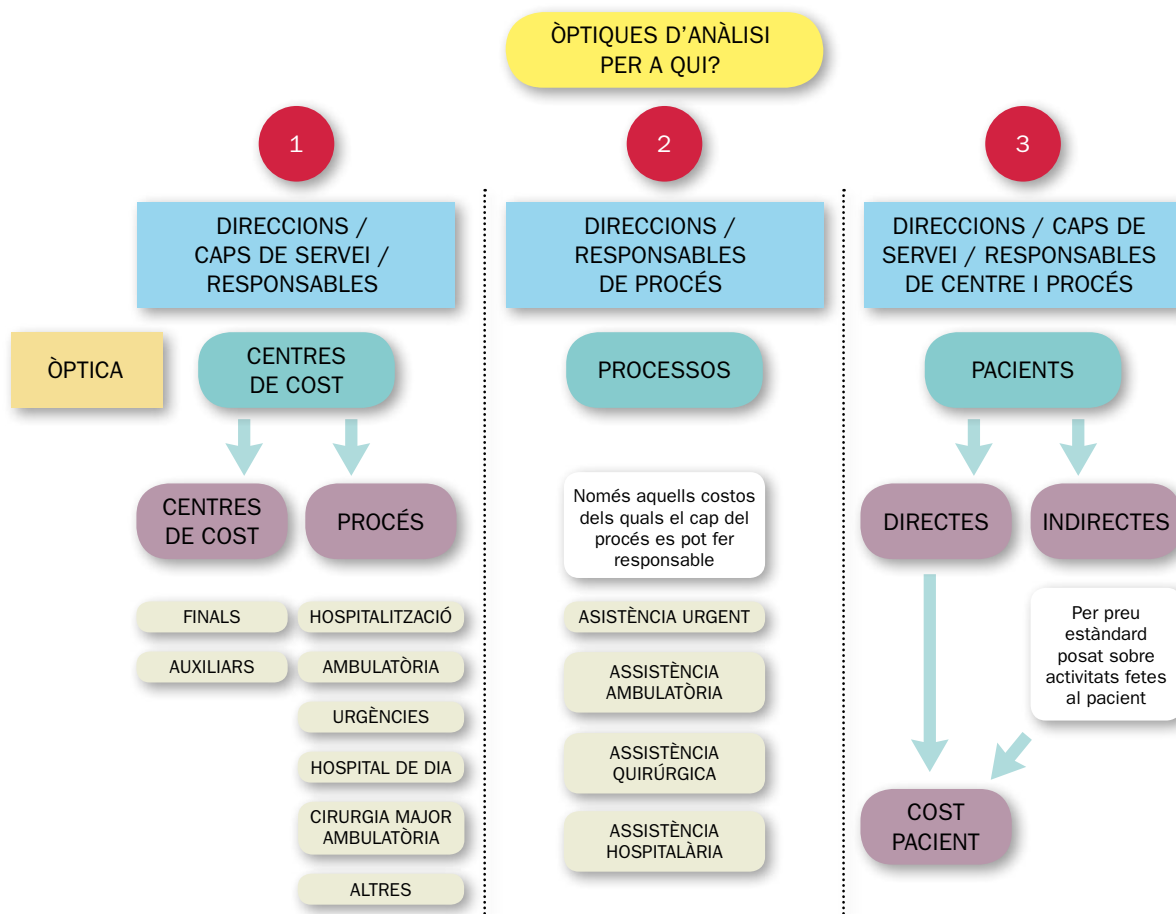 ÒPTIQUES D'ANÀLISI
PER A QUI?
1
2
3
DIRECCIONS /
CAPS DE SERVEI /
RESPONSABLES
DIRECCIONS /
RESPONSABLES
DE PROCÉS
DIRECCIONS / CAPS DE
SERVEI / RESPONSABLES
DE CENTRE I PROCÉS
ÒPTICA
CENTRES
DE COST
PROCESSOS
PACIENTS
CENTRES
DE COST
PROCÉS
Només aquells costos
dels quals el cap del
procés es pot fer
responsable
DIRECTES
INDIRECTES
FINALS
AUXILIARS
HOSPITALITZACIÓ
AMBULATÒRIA
URGÈNCIES
HOSPITAL DE DIA
CIRURGIA MAJOR
AMBULATÒRIA
ALTRES
ASISTÈNCIA URGENT
ASSISTÈNCIA
AMBULATÒRIA
ASSISTÈNCIA
QUIRÚRGICA
ASSISTÈNCIA
HOSPITALÀRIA
Per preu
estàndard
posat sobre
activitats fetes
al pacient
COST
PACIENT